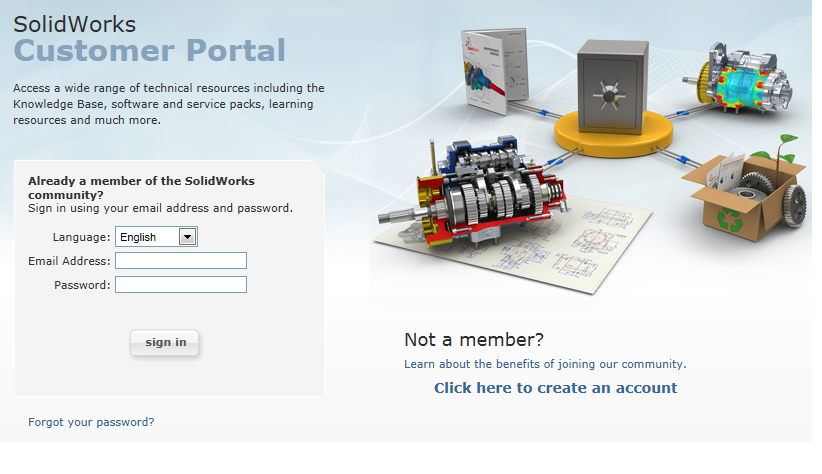 SolidWorks
Customer Portal
Access a wide range of technical resources including the
Knowledge Base, software and service packs, learning
resources and much more.
Already a member of the SolidWorks
community?
Sign in using your email address and password.
Language: English
Email Address:
Password:
sign in
Forgot your password?
Not a member?
Learn about the benefits of joining our community.
Click here to create an account